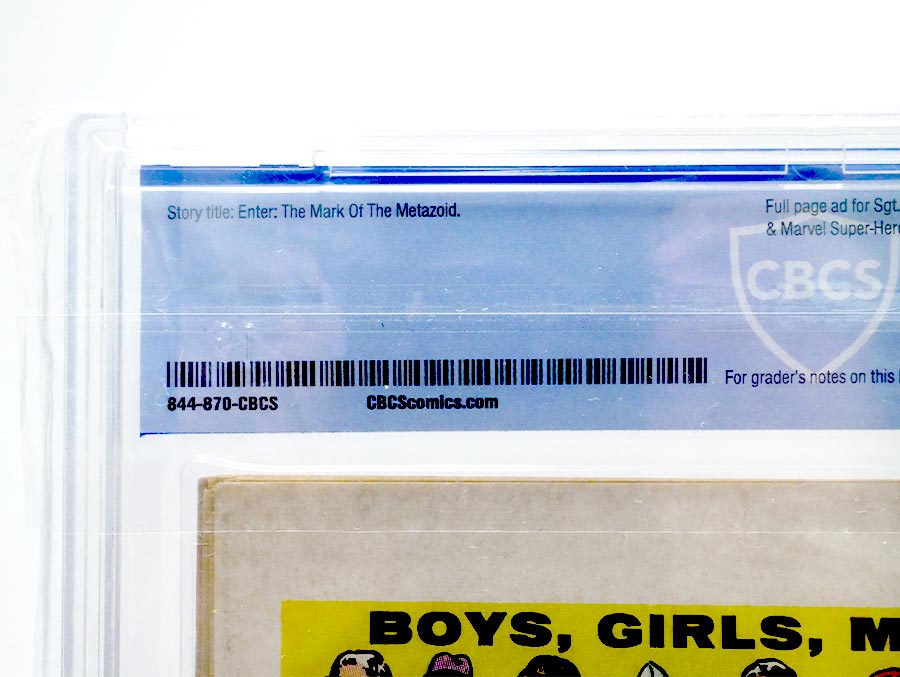 Story title: Enter: The Mark Of The Metazoid.
Full page ad for Sgt.
& Marvel Super-Hero
CBCS
For grader's notes on this
844-870-CBCS
CBCScomics.com
BOYS, GIRLS, M